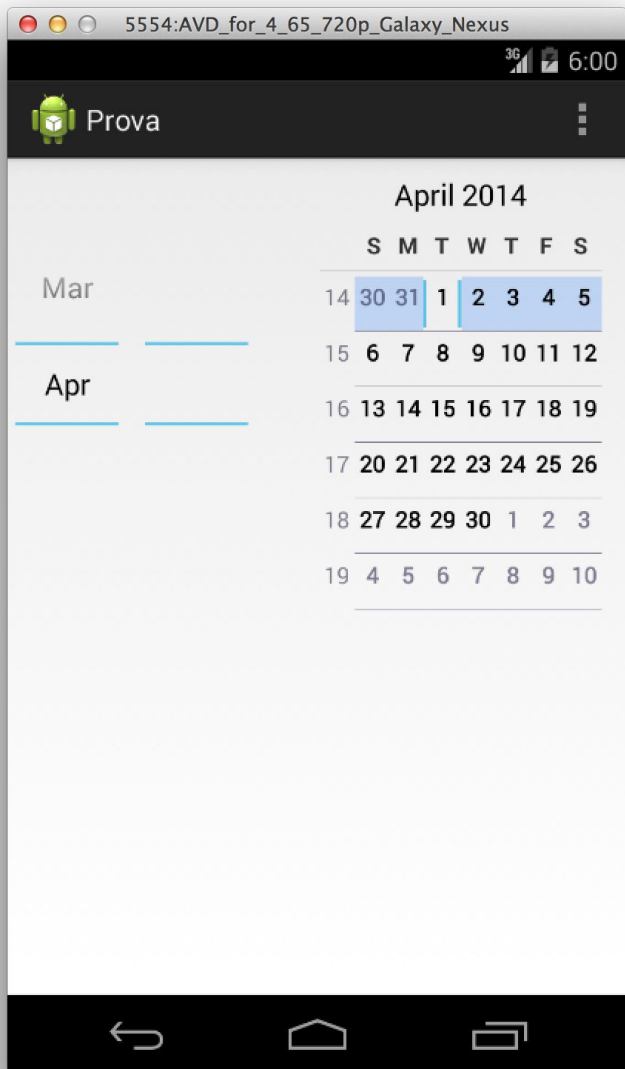 5554:AVD_for_4_65_720p_Galaxy_Nexus
3G 6:00
Prova
Mar
Apr
April 2014
S M T W T F S
14 30 31 1 2 3 4 5
15 6 7 8 9 10 11 12
16 13 14 15 16 17 18 19
17 20 21 22 23 24 25 26
18 27 28 29 30 1 2 3
19 4 5 6 7 8 9 10